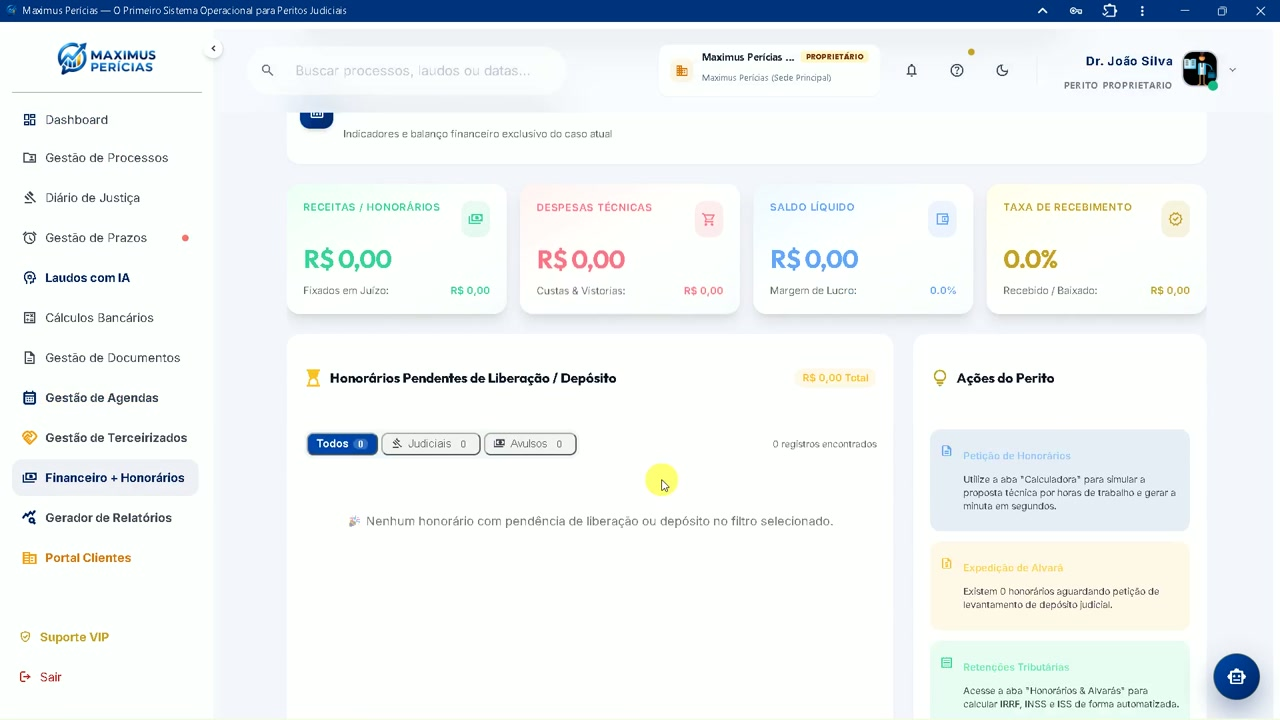 Maximus Perícias — O Primeiro Sistema Operacional para Peritos Judiciais
MAXIMUS
PERÍCIAS
Buscar processos, laudos ou datas...
Maximus Perícias ... PROPRIETÁRIO
Maximus Perícias (Sede Principal)
Dr. João Silva
PERITO PROPRIETARIO
Dashboard
Gestão de Processos
Diário de Justiça
Gestão de Prazos
Laudos com IA
Cálculos Bancários
Gestão de Documentos
Gestão de Agendas
Gestão de Terceirizados
Financeiro + Honorários
Gerador de Relatórios
Portal Clientes
Suporte VIP
Sair
Indicadores e balanço financeiro exclusivo do caso atual
RECEITAS / HONORÁRIOS
R$ 0,00
Fixados em Juízo: R$ 0,00
DESPESAS TÉCNICAS
R$ 0,00
Custas & Vistorias: R$ 0,00
SALDO LÍQUIDO
R$ 0,00
Margem de Lucro: 0.0%
TAXA DE RECEBIMENTO
0.0%
Recebido / Baixado: R$ 0,00
Honorários Pendentes de Liberação / Depósito R$ 0,00 Total
Todos 0 Judiciais 0 Avulsos 0 0 registros encontrados
Nenhum honorário com pendência de liberação ou depósito no filtro selecionado.
Ações do Perito
Petição de Honorários
Utilize a aba "Calculadora" para simular a
proposta técnica por horas de trabalho e gerar a
minuta em segundos.
Expedição de Alvará
Existem 0 honorários aguardando petição de
levantamento de depósito judicial.
Retenções Tributárias
Acesse a aba "Honorários & Alvarás" para
calcular IRRF, INSS e ISS de forma automatizada.